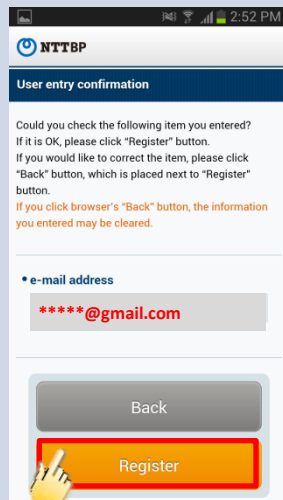 2:52 PM
NTTBP
User entry confirmation
Could you check the following item you entered?
If it is OK, please click “Register” button.
If you would like to correct the item, please click
“Back” button, which is placed next to “Register”
button.
If you click browser's “Back” button, the information
you entered may be cleared.
• e-mail address
*****@gmail.com
Back
Register